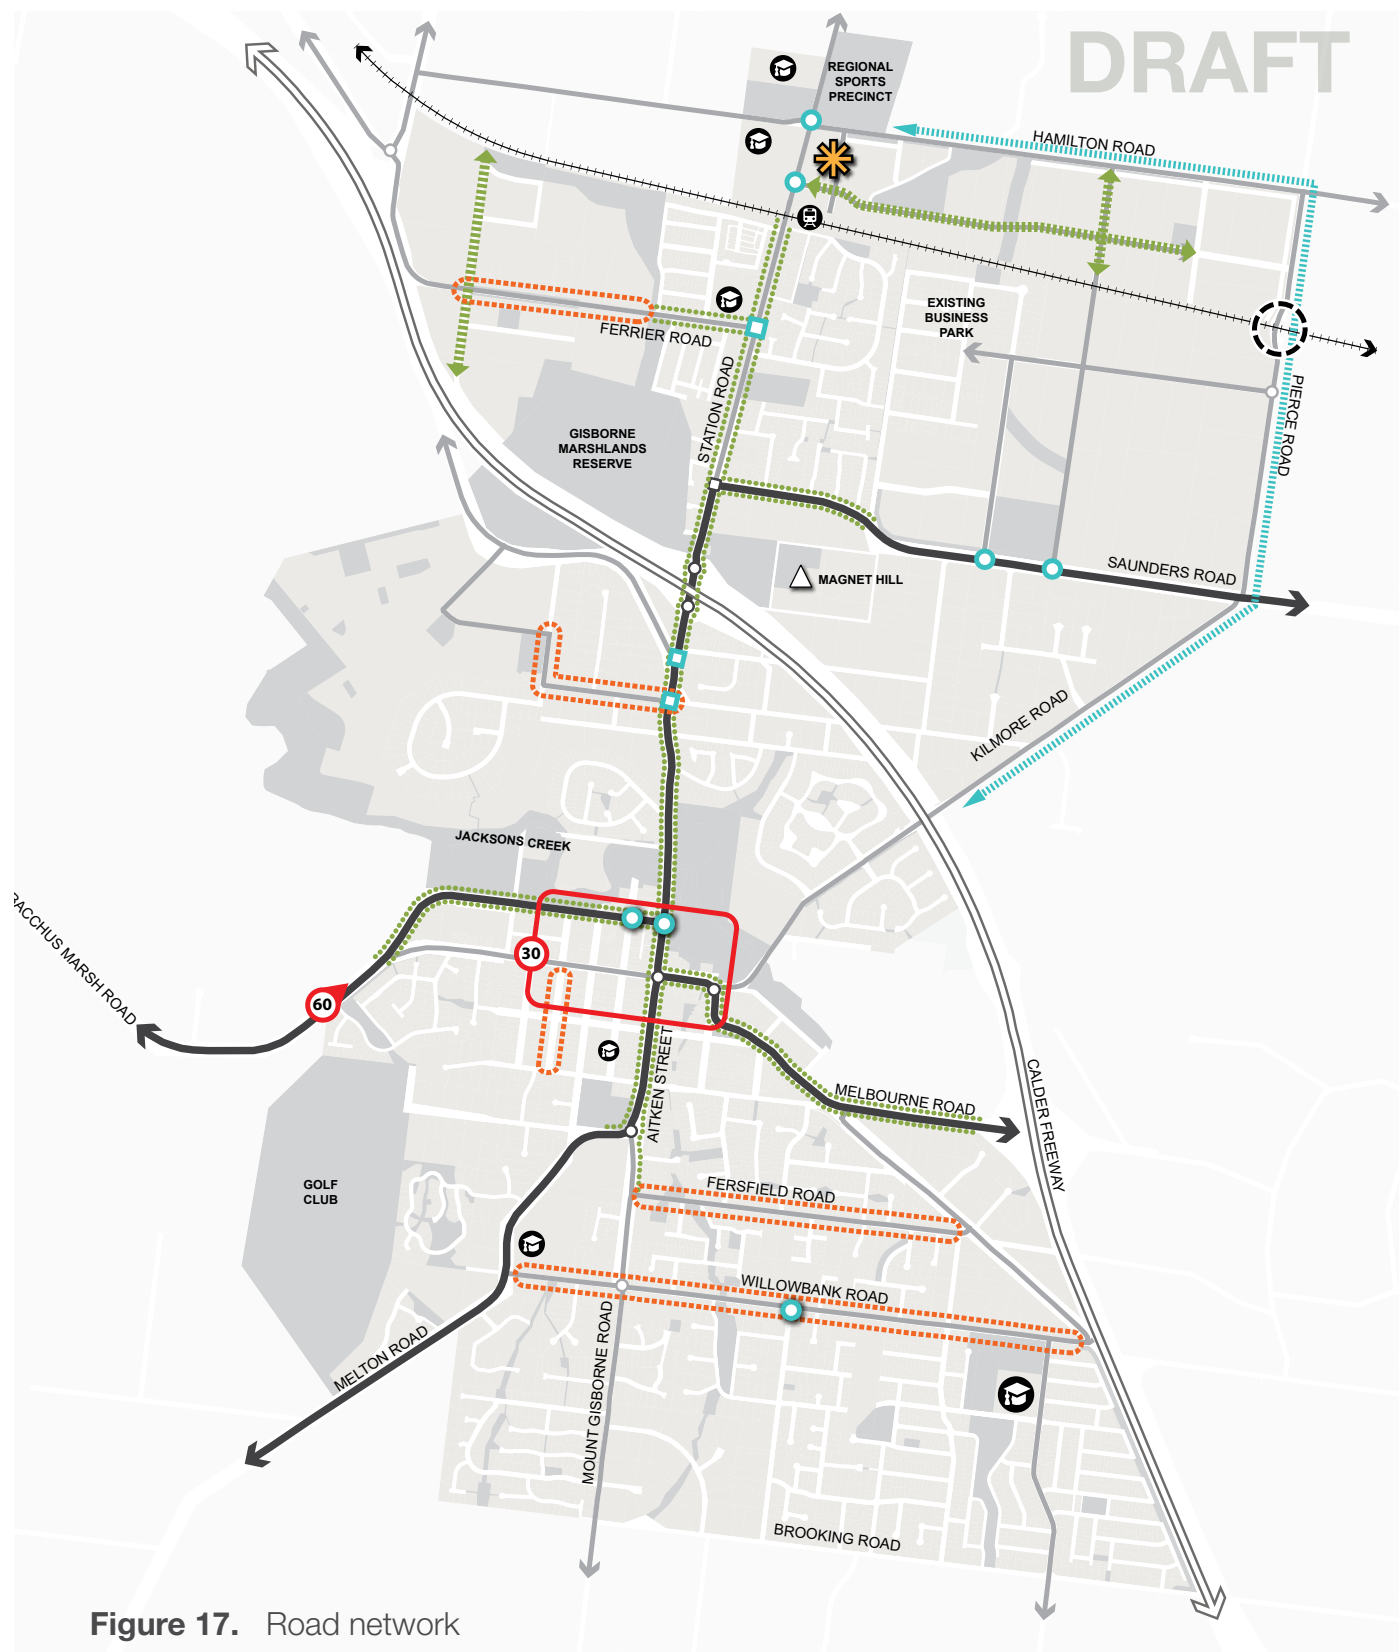 DRAFT
REGIONAL
SPORTS
PRECINCT
HAMILTON ROAD
EXISTING
BUSINESS
PARK
FERRIER ROAD
STATION ROAD
PIERCE ROAD
GISBORNE
MARSHLANDS
RESERVE
MAGNET HILL
SAUNDERS ROAD
KILMORE ROAD
JACKSONS CREEK
BACCHUS MARSH ROAD
30
60
AITKEN STREET
MELBOURNE ROAD
CALDER FREEWAY
GOLF
CLUB
FERSFIELD ROAD
WILLOWBANK ROAD
MELTON ROAD
MOUNT GISBORNE ROAD
BROOKING ROAD
Figure 17. Road network